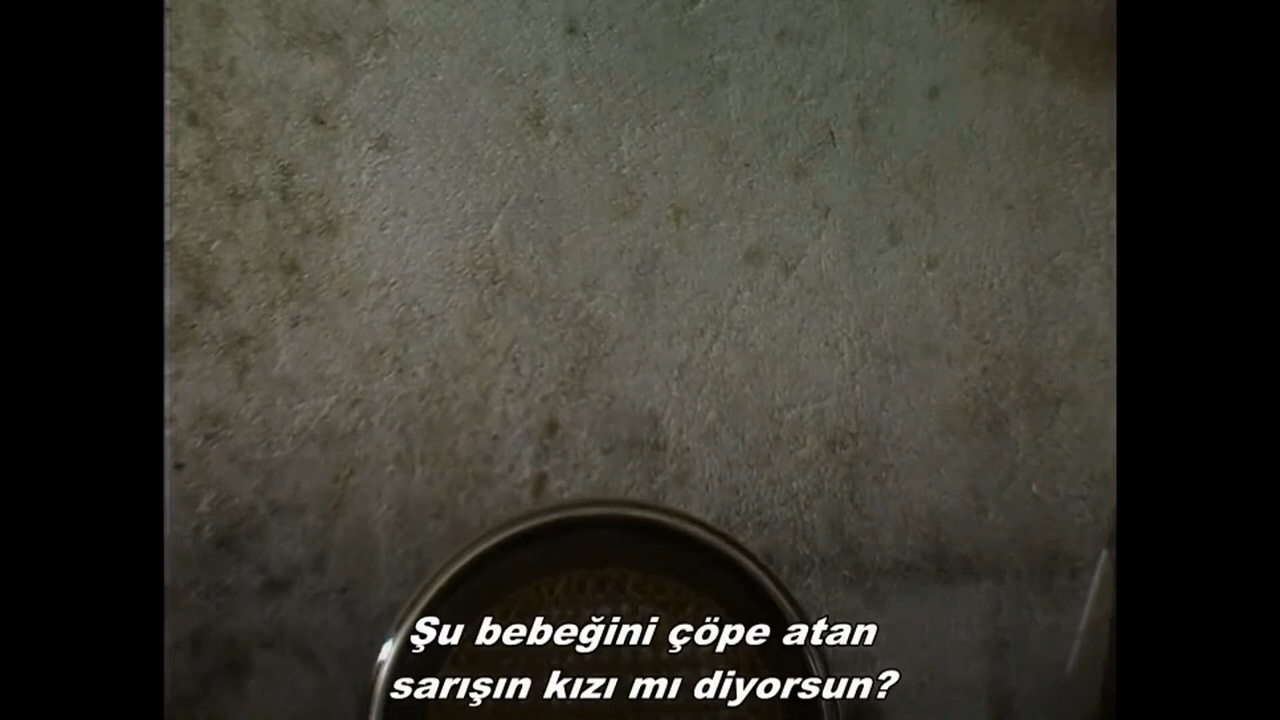 Şu bebeğini çöpe atan
sarışın kızı mı diyorsun?